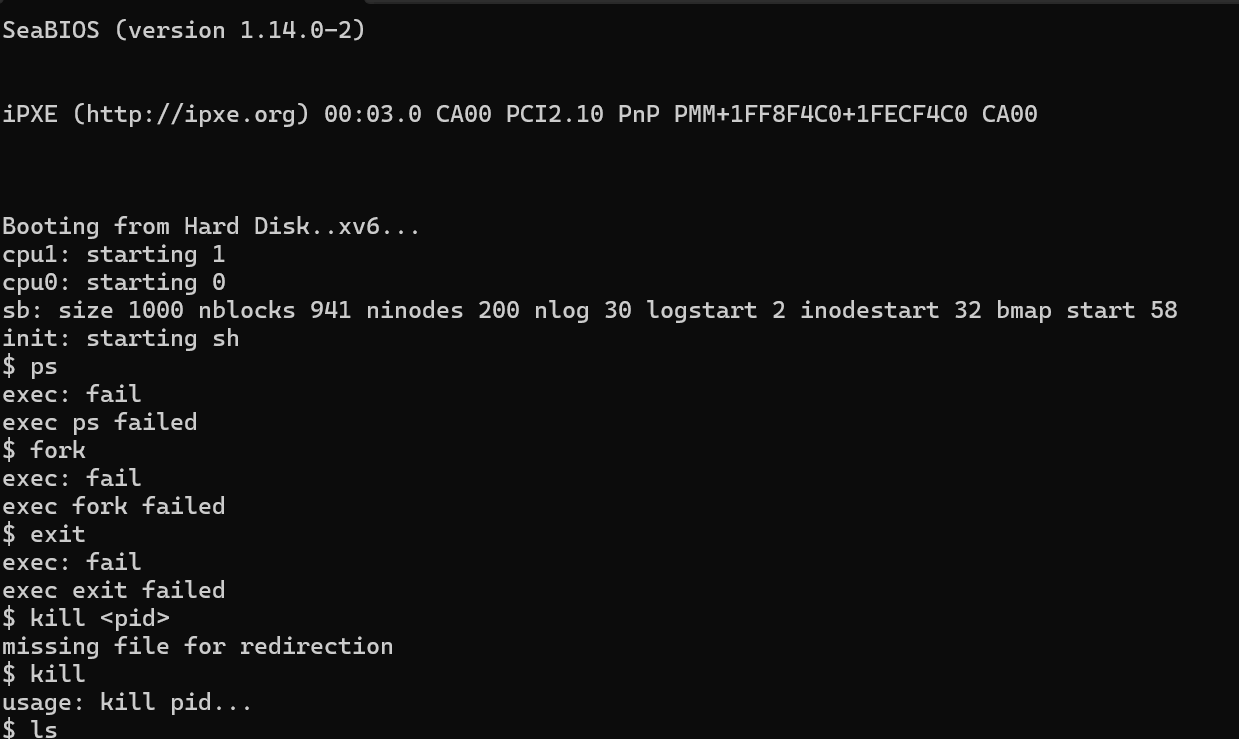 SeaBIOS (version 1.14.0-2)
iPXE (http://ipxe.org) 00:03.0 CA00 PCI2.10 PnP PMM+1FF8F4C0+1FECF4C0 CA00
Booting from Hard Disk..xv6...
cpu1: starting 1
cpu0: starting 0
sb: size 1000 nblocks 941 ninodes 200 nlog 30 logstart 2 inodestart 32 bmap start 58
init: starting sh
$ ps
exec: fail
exec ps failed
$ fork
exec: fail
exec fork failed
$ exit
exec: fail
exec exit failed
$ kill <pid>
missing file for redirection
$ kill
usage: kill pid...
$ ls